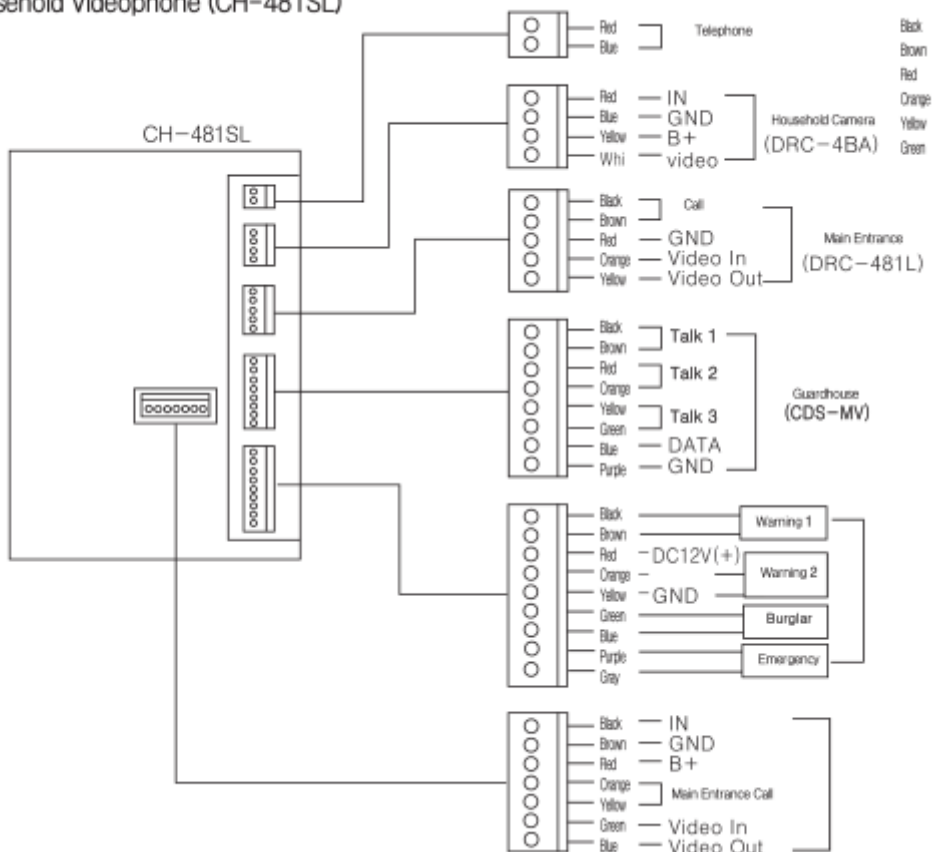 sehold Videophone (CH-481SL)
CH-481SL
Red
Blue
Telephone
Red IN
Blue GND
Yellow B+
Whi video
Household Camera
(DRC-4BA)
Black
Brown
Call
Red GND
Orange Video In
Yellow Video Out
Main Entrance
(DRC-481L)
Black
Brown
Talk 1
Red
Orange
Talk 2
Yellow
Green
Talk 3
Blue DATA
Purple GND
Guardhouse
(CDS-MV)
Black
Brown
Warning 1
Red DC12V(+)
Orange
Warning 2
Yellow GND
Green
Burglar
Blue
Purple
Emergency
Gray
Black IN
Brown GND
Red B+
Orange
Yellow
Main Entrance Call
Green Video In
Blue Video Out
Black
Brown
Red
Orange
Yellow
Green